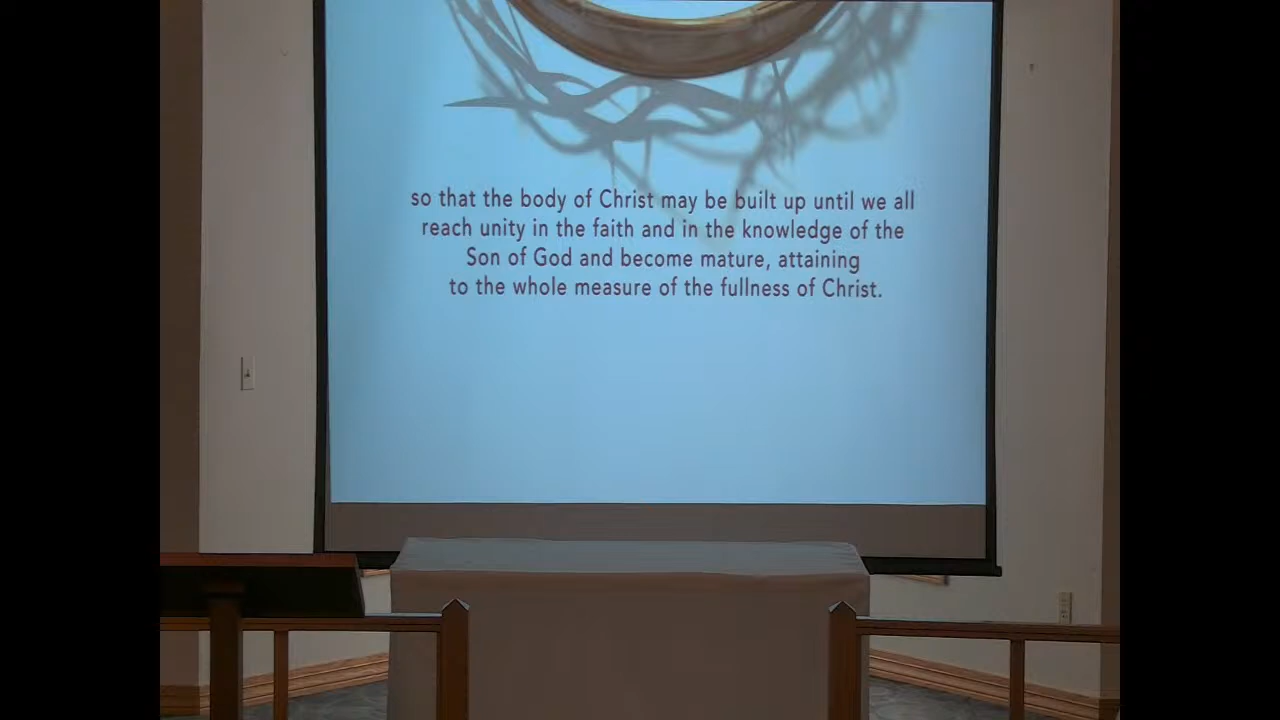 so that the body of Christ may be built up until we all
reach unity in the faith and in the knowledge of the
Son of God and become mature, attaining
to the whole measure of the fullness of Christ.